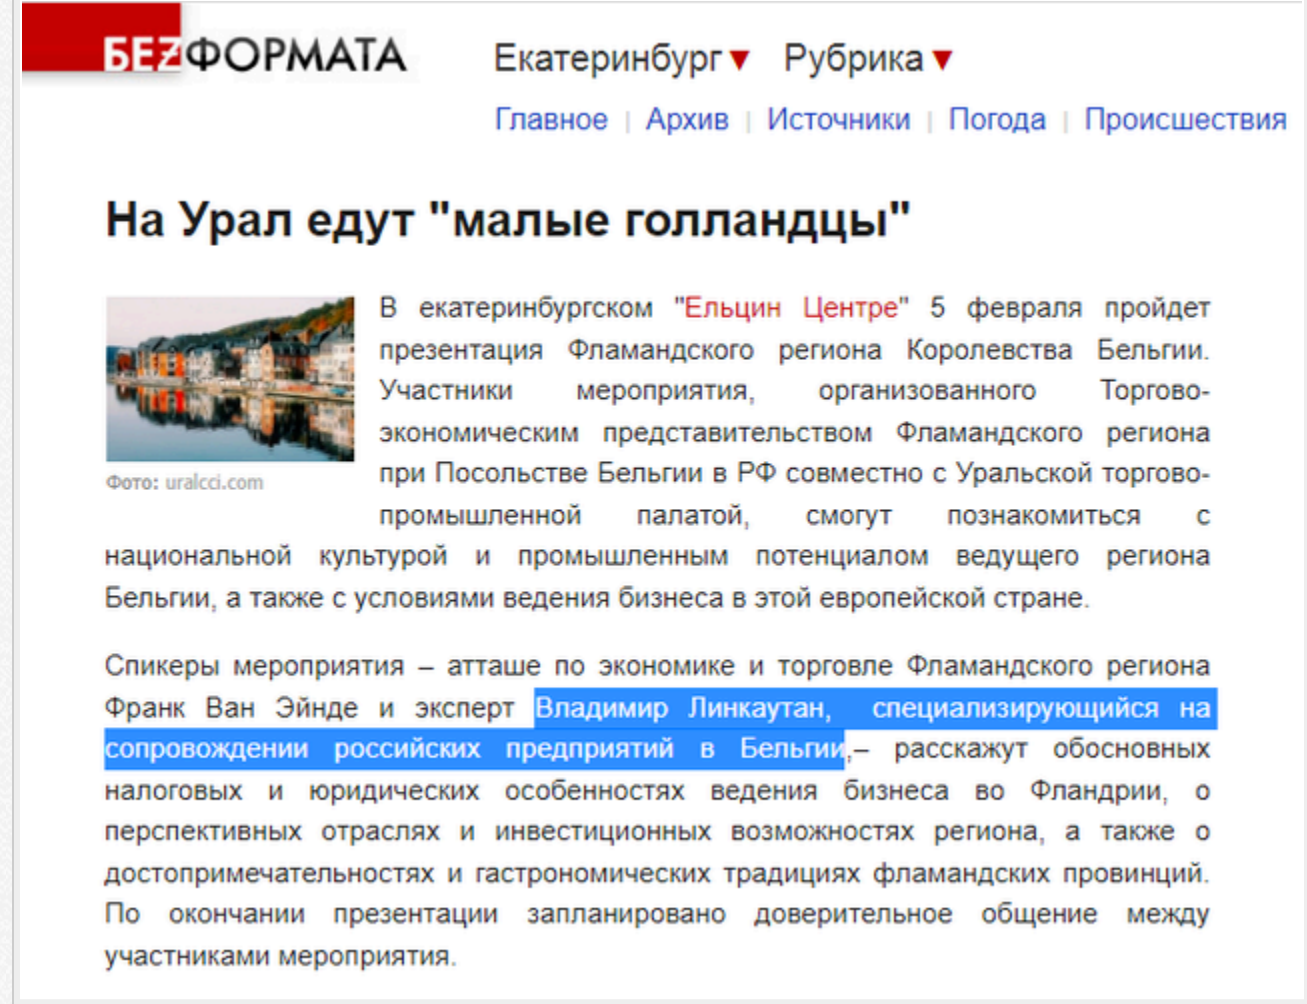 БЕZФОРМАТА
Екатеринбург▼ Рубрика▼
Главное | Архив | Источники | Погода | Происшествия
На Урал едут "малые голландцы"
В екатеринбургском "Ельцин Центре" 5 февраля пройдет
презентация Фламандского региона Королевства Бельгии.
Участники мероприятия, организованного Торгово-
экономическим представительством Фламандского региона
при Посольстве Бельгии в РФ совместно с Уральской торгово-
промышленной палатой, смогут познакомиться с
Фото: uralcci.com
национальной культурой и промышленным потенциалом ведущего региона
Бельгии, а также с условиями ведения бизнеса в этой европейской стране.
Спикеры мероприятия – атташе по экономике и торговле Фламандского региона
Франк Ван Эйнде и эксперт Владимир Линкаутан, специализирующийся на
сопровождении российских предприятий в Бельгии,– расскажут обосновных
налоговых и юридических особенностях ведения бизнеса во Фландрии, о
перспективных отраслях и инвестиционных возможностях региона, а также о
достопримечательностях и гастрономических традициях фламандских провинций.
По окончании презентации запланировано доверительное общение между
участниками мероприятия.